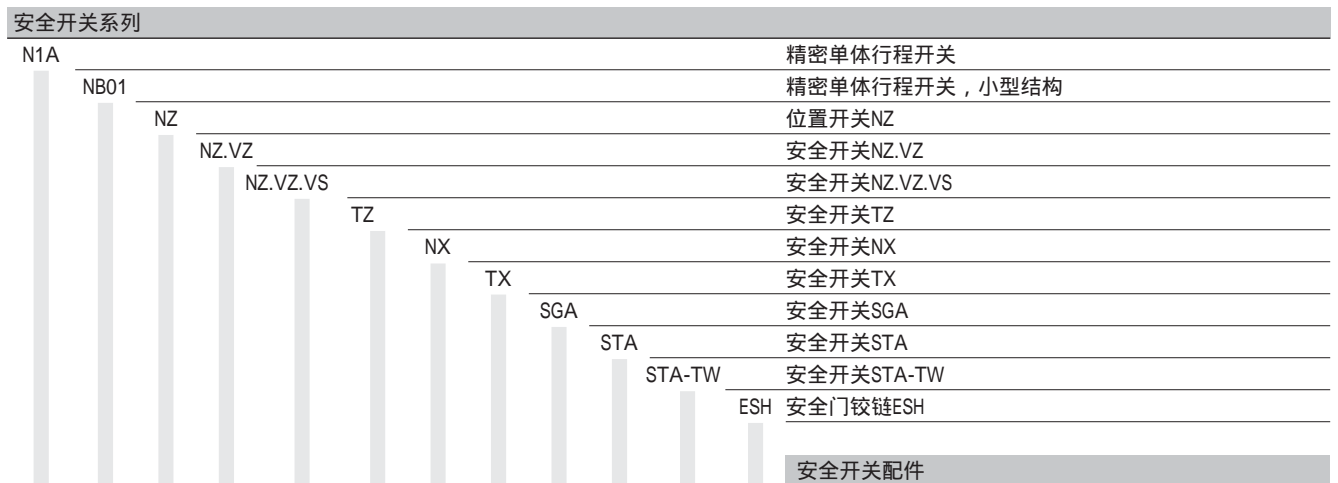 安全开关系列
N1A 精密单体行程开关
NB01 精密单体行程开关，小型结构
NZ 位置开关NZ
NZ.VZ 安全开关NZ.VZ
NZ.VZ.VS 安全开关NZ.VZ.VS
TZ 安全开关TZ
NX 安全开关NX
TX 安全开关TX
SGA 安全开关SGA
STA 安全开关STA
STA-TW 安全开关STA-TW
ESH 安全门铰链ESH
安全开关配件